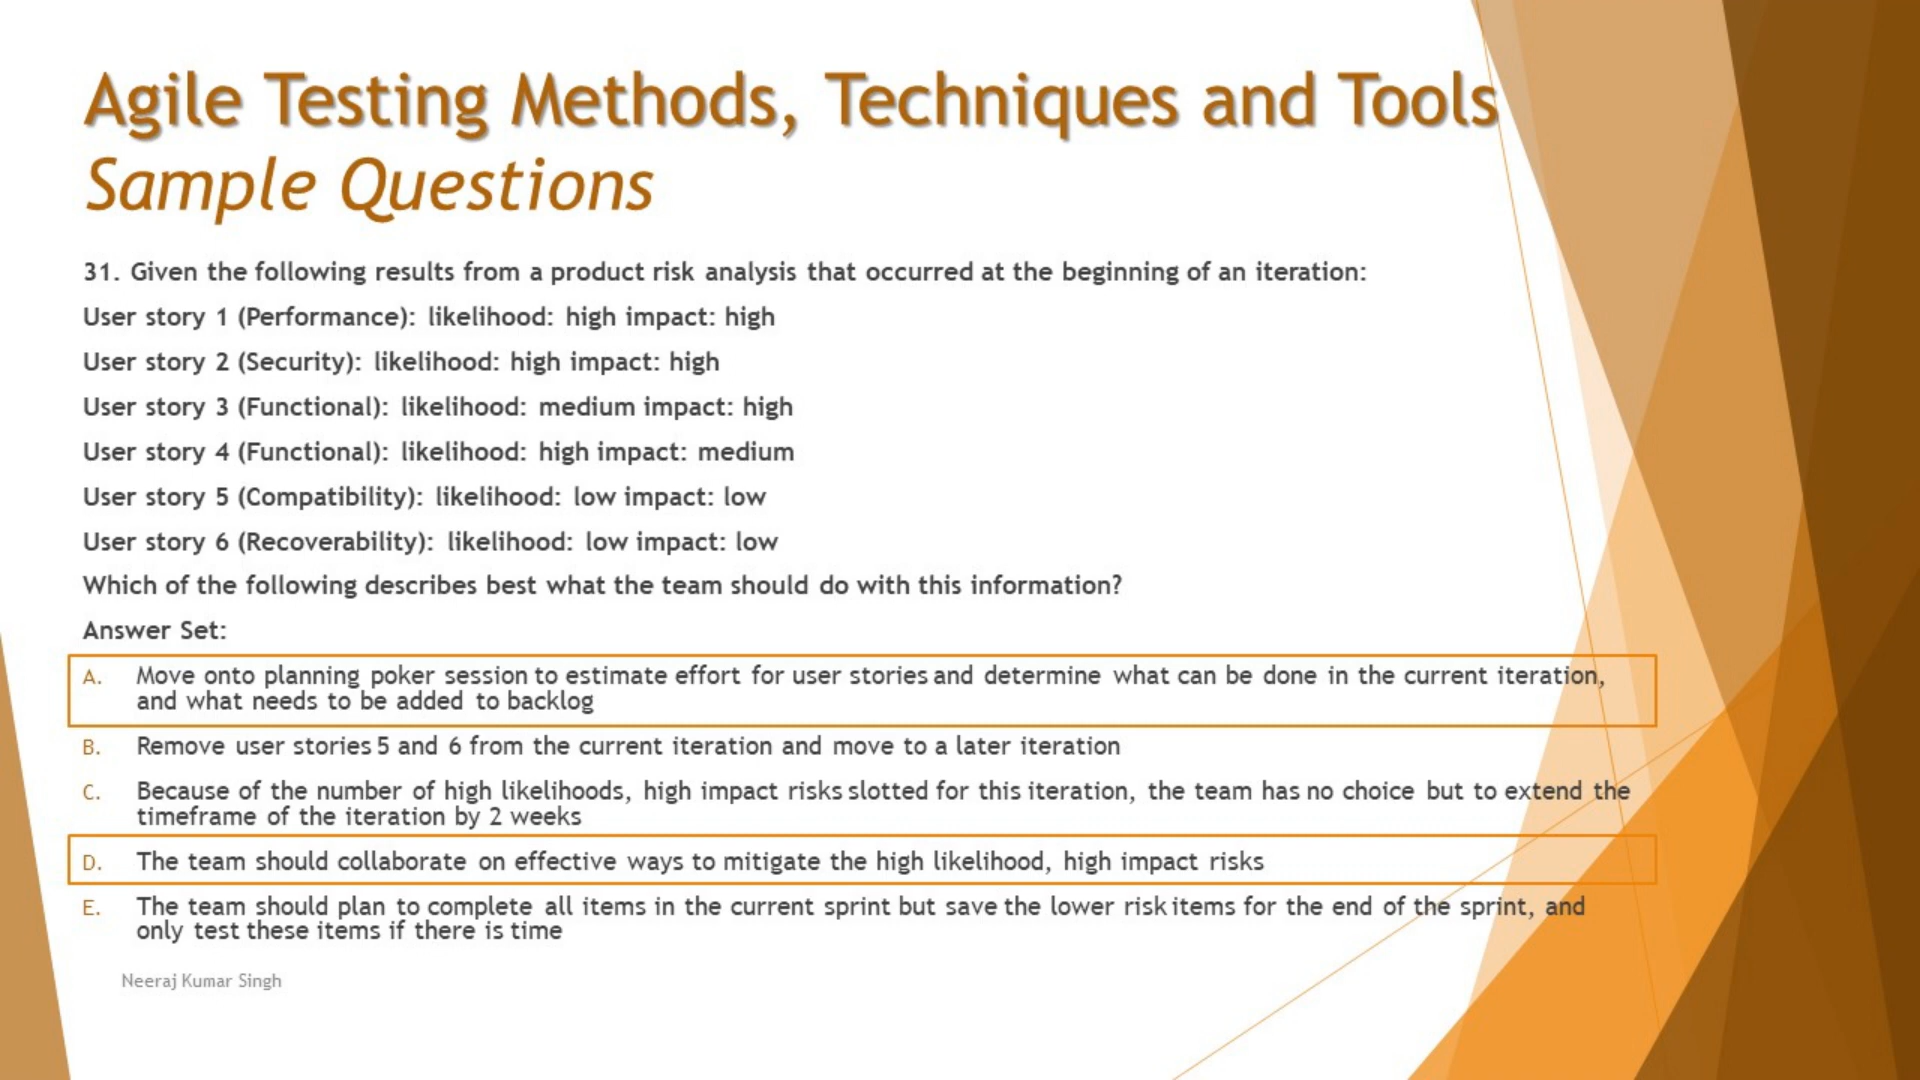 Agile Testing Methods, Techniques and Tools
Sample Questions
31. Given the following results from a product risk analysis that occurred at the beginning of an iteration:
User story 1 (Performance): likelihood: high impact: high
User story 2 (Security): likelihood: high impact: high
User story 3 (Functional): likelihood: medium impact: high
User story 4 (Functional): likelihood: high impact: medium
User story 5 (Compatibility): likelihood: low impact: low
User story 6 (Recoverability): likelihood: low impact: low
Which of the following describes best what the team should do with this information?
Answer Set:
A. Move onto planning poker session to estimate effort for user stories and determine what can be done in the current iteration,
and what needs to be added to backlog
B. Remove user stories 5 and 6 from the current iteration and move to a later iteration
C. Because of the number of high likelihoods, high impact risks slotted for this iteration, the team has no choice but to extend the
timeframe of the iteration by 2 weeks
D. The team should collaborate on effective ways to mitigate the high likelihood, high impact risks
E. The team should plan to complete all items in the current sprint but save the lower risk items for the end of the sprint, and
only test these items if there is time
Neeraj Kumar Singh